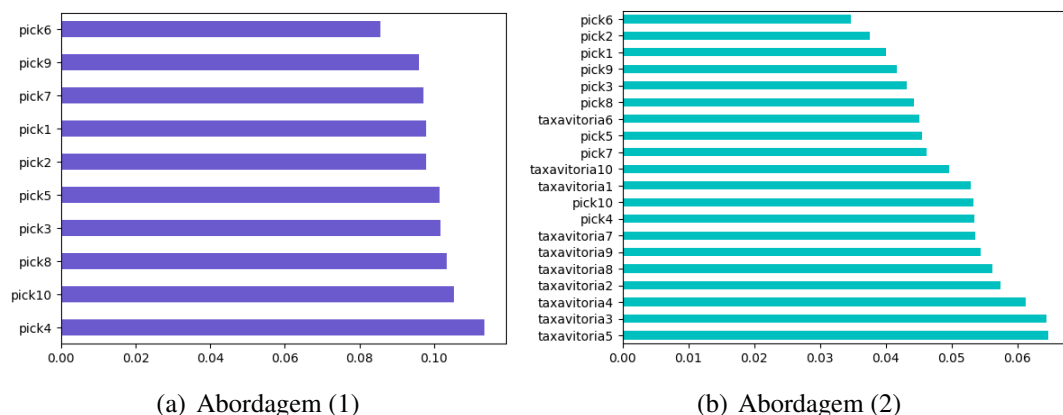 pick6
pick9
pick7
pick1
pick2
pick5
pick3
pick8
pick10
pick4
0.00 0.02 0.04 0.06 0.08 0.10
(a) Abordagem (1)
pick6
pick2
pick1
pick9
pick3
pick8
taxavitoria6
pick5
pick7
taxavitoria10
taxavitoria1
pick10
pick4
taxavitoria7
taxavitoria9
taxavitoria8
taxavitoria2
taxavitoria4
taxavitoria3
taxavitoria5
0.00 0.01 0.02 0.03 0.04 0.05 0.06
(b) Abordagem (2)